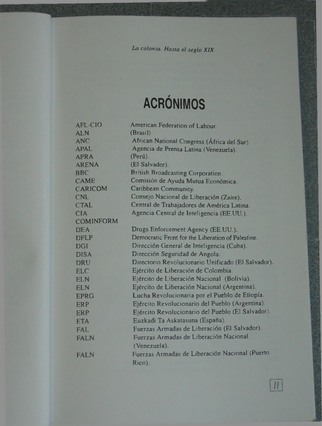 La colonia. Hasta el seglo XIX
ACRÓNIMOS
AFL-CIO American Federation of Labour.
ALN (Brasil)
ANC African National Congress (África del Sur)
APAL Agencia de Prensa Latina (Venezuela).
APRA (Perú)
ARENA (El Salvador).
BBC British Broadcasting Corporation
CAME Comisión de Ayuda Mutua Económica.
CARICOM Caribbean Community.
CNL Consejo Nacional de Liberación (Zaire).
CTAL Central de Trabajadores de América Latina
CIA Agencia Central de Inteligencia (EE.UU.).
COMINFORM
DEA Drugs Enforcement Agency (EE.UU.).
DFLP Democratic Front for the Liberation of Palestine.
DGI Dirección General de Inteligencia (Cuba).
DISA Dirección Seguridad de Angola.
DRU Directorio Revolucionario Unificado (El Salvador).
ELC Ejército de Liberación de Colombia.
ELN Ejército de Liberación Nacional (Bolivia).
ELN Ejército de Liberación Nacional (Argentina).
EPRG Lucha Revolucionaria por el Pueblo de Etiopía.
ERP Ejército Revolucionario del Pueblo (Argentina).
ERP Ejército Revolucionario del Pueblo (El Salvador)
ETA Euzkadi Ta Askatasuna (España).
FAL Fuerzas Armadas de Liberación (El Salvador).
FALN Fuerzas Armadas de Liberación Nacional
(Venezuela).
FALN Fuerzas Armadas de Liberación Nacional (Puerto
Rico).
11